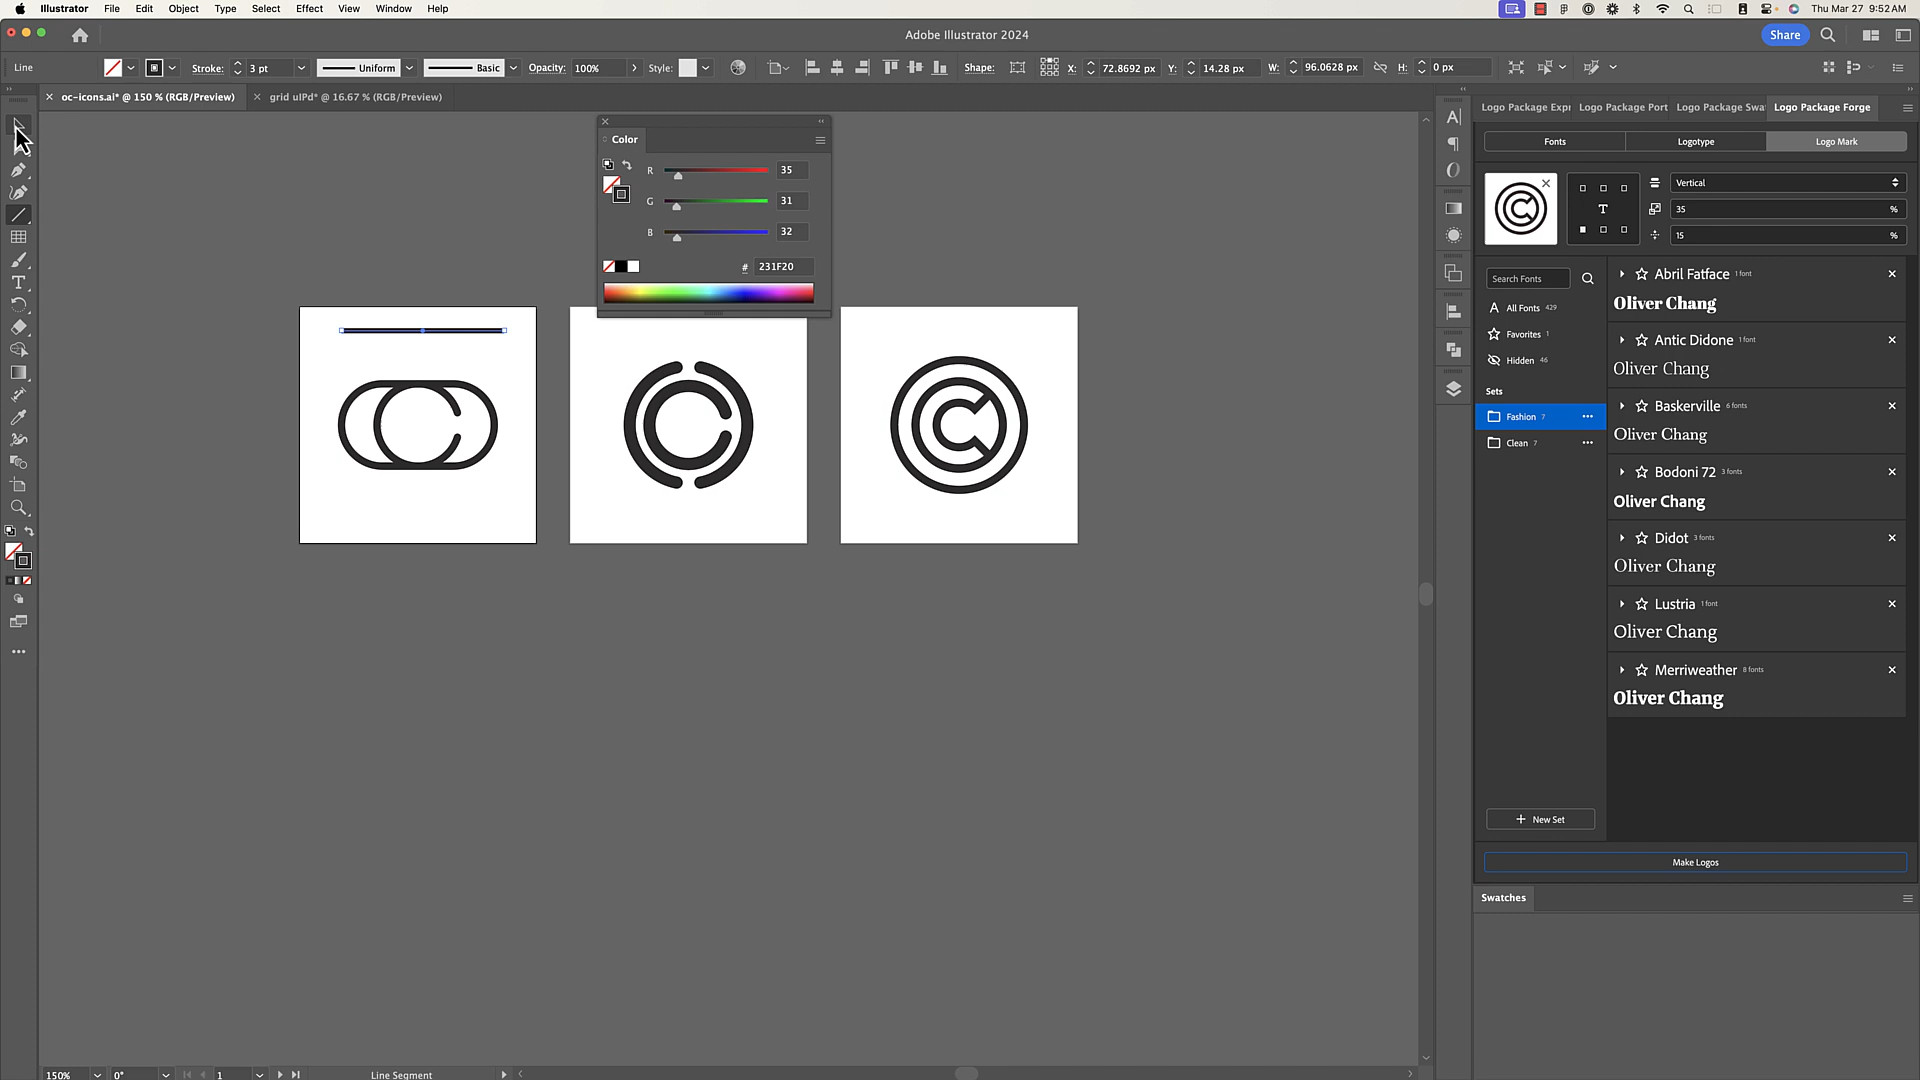 Illustrator File Edit Object Type Select Effect View Window Help
Thu Mar 27 9:52 AM
Adobe Illustrator 2024
Share
Line
Stroke: 3 pt
Uniform
Basic
Opacity: 100%
Style:
Shape:
X: 72.8692 px
Y: 14.28 px
W: 96.0628 px
H: 0 px
oc-icons.ai* @ 150 % (RGB/Preview)
grid uIPd* @ 16.67 % (RGB/Preview)
Color
R 35
G 31
B 32
# 231F20
Logo Package Expr
Logo Package Port
Logo Package Swa
Logo Package Forge
Fonts
Logotype
Logo Mark
T
Vertical
35 %
15 %
Search Fonts
All Fonts 429
Favorites 1
Hidden 46
Sets
Fashion 7
Clean 7
Abril Fatface 1 font
Oliver Chang
Antic Didone 1 font
Oliver Chang
Baskerville 6 fonts
Oliver Chang
Bodoni 72 3 fonts
Oliver Chang
Didot 3 fonts
Oliver Chang
Lustria 1 font
Oliver Chang
Merriweather 8 fonts
Oliver Chang
New Set
Make Logos
Swatches
150%
0°
1
Line Segment